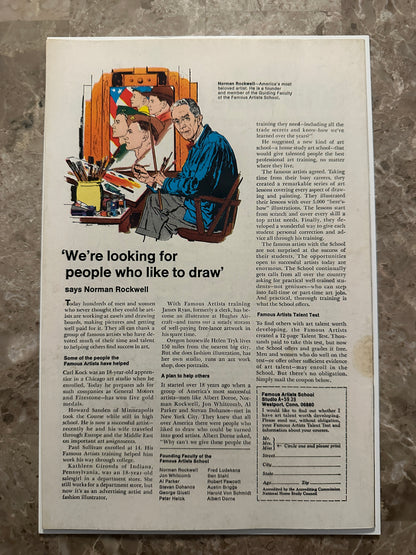 Norman Rockwell—America's most
beloved artist. He is a founder
and member of the Guiding Faculty
of the Famous Artists School.
'We're looking for
people who like to draw'
says Norman Rockwell
Today hundreds of men and women
who never thought they could be art-
ists are working at easels and drawing
boards, making pictures and getting
well paid for it. They all can thank a
group of famous artists who have de-
voted much of their time and talent
to helping others find success in art.
Some of the people the
Famous Artists have helped
Carl Kock was an 18-year-old appren-
tice in a Chicago art studio when he
enrolled. Today he prepares ads for
such companies as General Motors
and Firestone—has won five gold
medals.
Howard Sanden of Minneapolis
took the Course while still in high
school. He is now a successful artist—
recently he and his wife traveled
through Europe and the Middle East
on important art assignments.
Paul Sullivan enrolled at 14. His
Famous Artists training helped him
work his way through college.
Kathleen Gironda of Indiana,
Pennsylvania, was an 18-year-old
salesgirl in a department store. She
still works for a department store, but
now it's as an advertising artist and
fashion illustrator.
With Famous Artists training
James Ryan, formerly a clerk, has be-
come an illustrator at Hughes Air-
craft—and turns out a steady stream
of well-paying free-lance artwork in
his spare time.
Oregon housewife Helen Tryk lives
150 miles from the nearest big city.
But she does fashion illustration, has
her own studio, runs an art work
shop, does portraits.
A plan to help others
It started over 18 years ago when a
group of America's most successful
artists—men like Albert Dorne, Nor-
man Rockwell, Jon Whitcomb, Al
Parker and Stevan Dohanos—met in
New York City. They knew that all
over America there were people who
liked to draw who could be turned
into good artists. Albert Dorne asked,
"Why can't we give these people the
Founding Faculty of the
Famous Artists School
Norman Rockwell
Jon Whitcomb
Al Parker
Stevan Dohanos
George Giusti
Peter Helck
Fred Ludekens
Ben Stahl
Robert Fawcett
Austin Briggs
Harold Von Schmidt
Albert Dorne
training they need—including all the
trade secrets and know-how we've
learned over the years?"
He suggested a new kind of art
school—a home study art school—that
would give talented people the best
professional art training, no matter
where they live.
The famous artists agreed. Taking
time from their busy careers, they
created a remarkable series of art
lessons covering every aspect of draw-
ing and painting. They illustrated
their lessons with over 5,000 "here's-
how" illustrations. The lessons start
from scratch and cover every skill a
top artist needs. Finally, they de-
veloped a wonderful way to give each
student personal correction and ad-
vice all through his training.
The famous artists with the School
are not surprised at the success of
their students. The opportunities
open to successful artists today are
enormous. The School continually
gets calls from all over the country
asking for practical well trained stu-
dents—not geniuses—who can step
into full-time or part-time art jobs.
And practical, thorough training is
what the School offers.
Famous Artists Talent Test
To find others with art talent worth
developing, the Famous Artists
created a 12-page Talent Test. Thou-
sands paid to take this test, but now
the School offers and grades it free.
Men and women who do well on the
test—or offer other sufficient evidence
of art talent—may enroll in the
School. But there's no obligation.
Simply mail the coupon below.
Famous Artists School
Westport, Conn. 06880
I would like to find out whether I
have art talent worth developing.
Please send me, without obligation,
your Famous Artists Talent Test and
information about your courses.
Mr.
Mrs.
Miss
Circle one and please print
Street
City
State
Age
Zip
Accredited by the Accrediting Commission
National Home Study Council